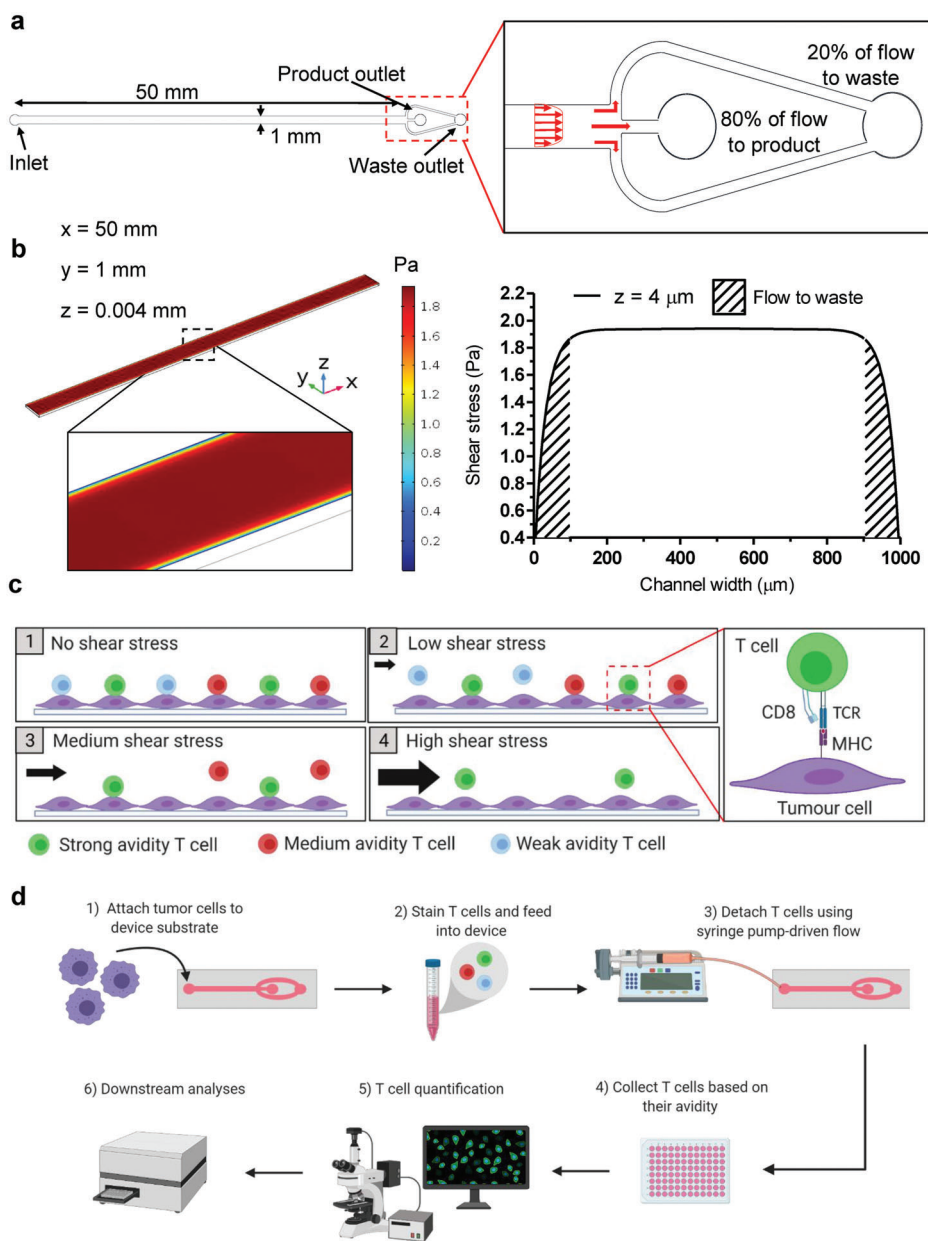 a
50 mm
Product outlet
1 mm
Inlet
Waste outlet
20% of flow
to waste
80% of flow
to product
b
x = 50 mm
y = 1 mm
z = 0.004 mm
z
y
x
Pa
1.8
1.6
1.4
1.2
1.0
0.8
0.6
0.4
0.2
Shear stress (Pa)
2.2
2.0
1.8
1.6
1.4
1.2
1.0
0.8
0.6
0.4
z = 4 μm
Flow to waste
0 200 400 600 800 1000
Channel width (μm)
c
1 No shear stress
2 Low shear stress
3 Medium shear stress
4 High shear stress
T cell
CD8
TCR
MHC
Tumour cell
Strong avidity T cell
Medium avidity T cell
Weak avidity T cell
d
1) Attach tumor cells to
device substrate
2) Stain T cells and feed
into device
3) Detach T cells using
syringe pump-driven flow
6) Downstream analyses
5) T cell quantification
4) Collect T cells based on
their avidity